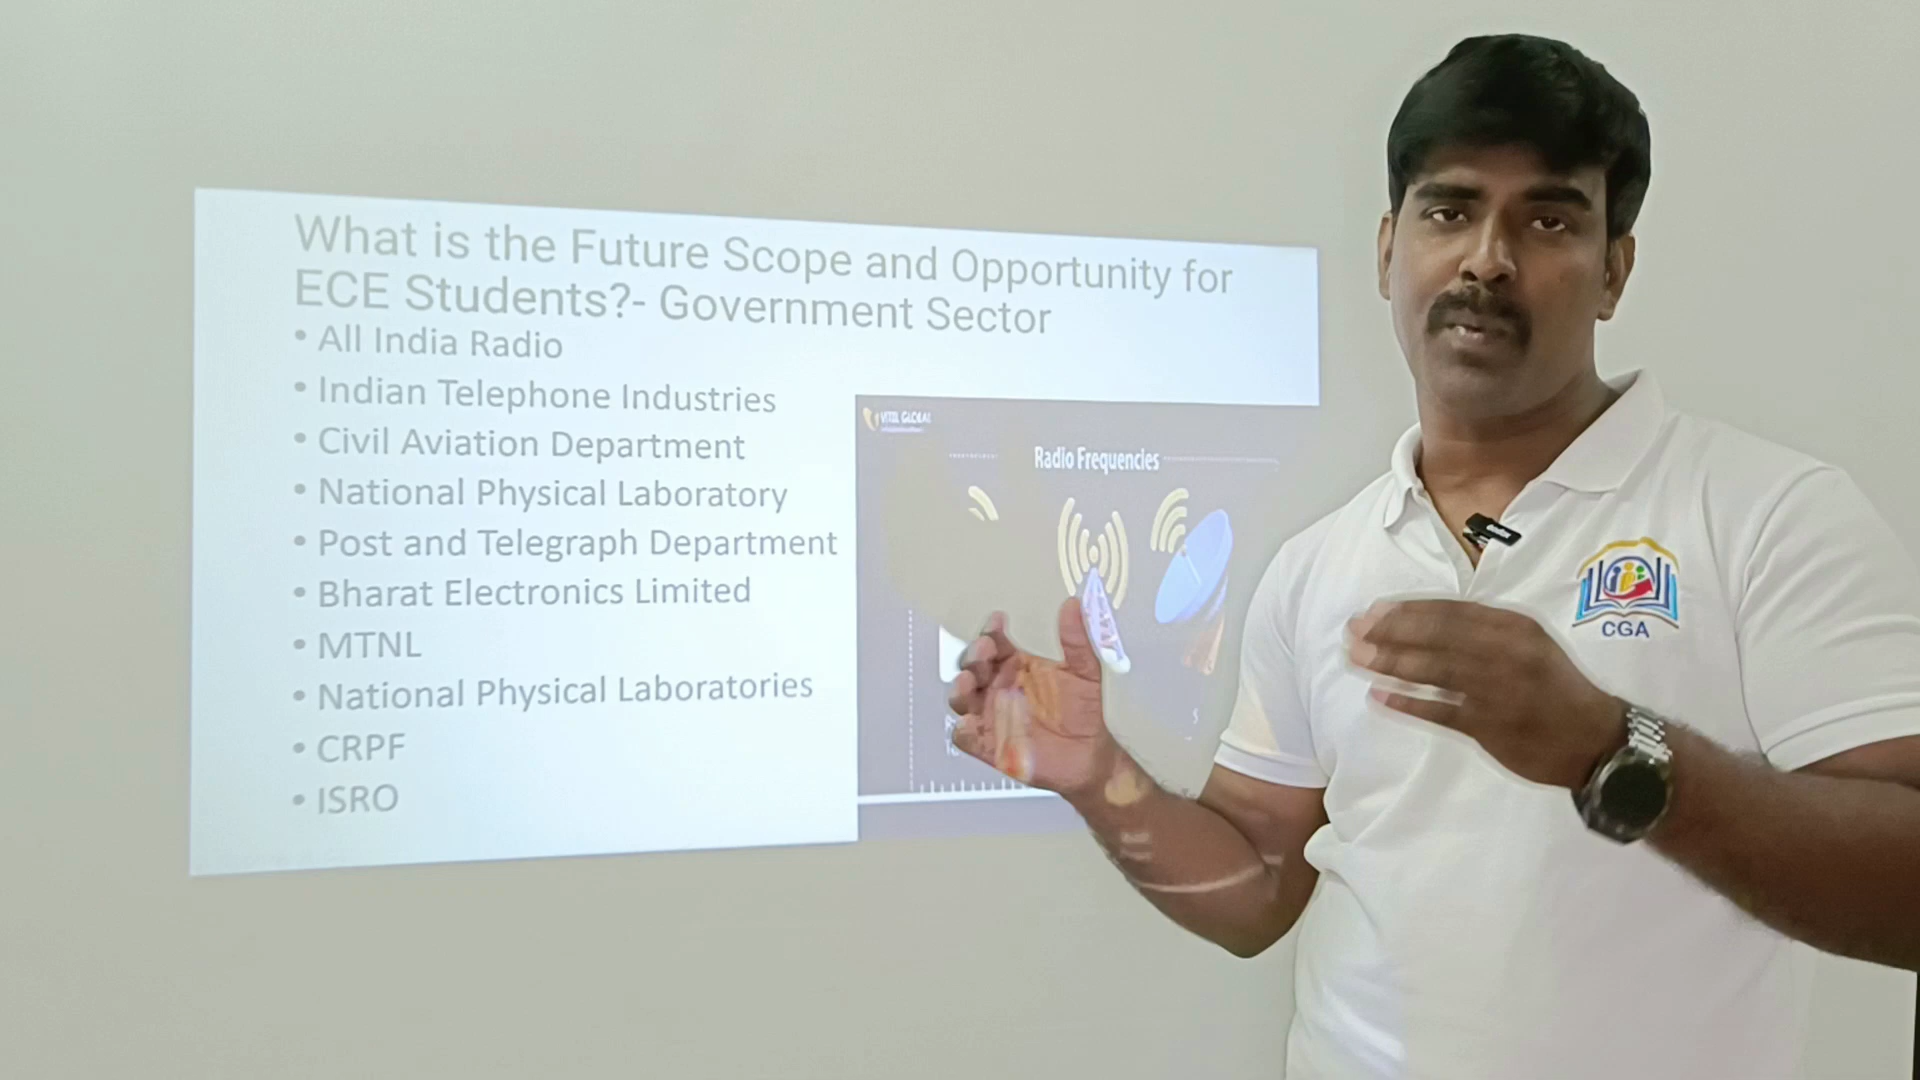 What is the Future Scope and Opportunity for
ECE Students?- Government Sector
• All India Radio
• Indian Telephone Industries
• Civil Aviation Department
• National Physical Laboratory
• Post and Telegraph Department
• Bharat Electronics Limited
• MTNL
• National Physical Laboratories
• CRPF
• ISRO
Radio Frequencies
CGA